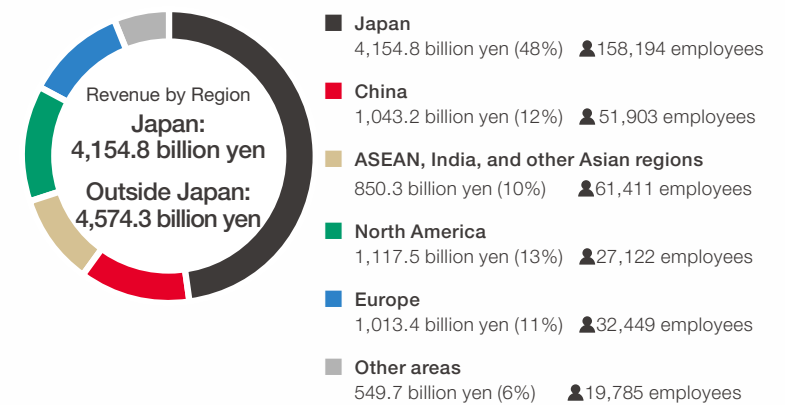 Revenue by Region
Japan:
4,154.8 billion yen
Outside Japan:
4,574.3 billion yen
Japan
4,154.8 billion yen (48%) 158,194 employees
China
1,043.2 billion yen (12%) 51,903 employees
ASEAN, India, and other Asian regions
850.3 billion yen (10%) 61,411 employees
North America
1,117.5 billion yen (13%) 27,122 employees
Europe
1,013.4 billion yen (11%) 32,449 employees
Other areas
549.7 billion yen (6%) 19,785 employees